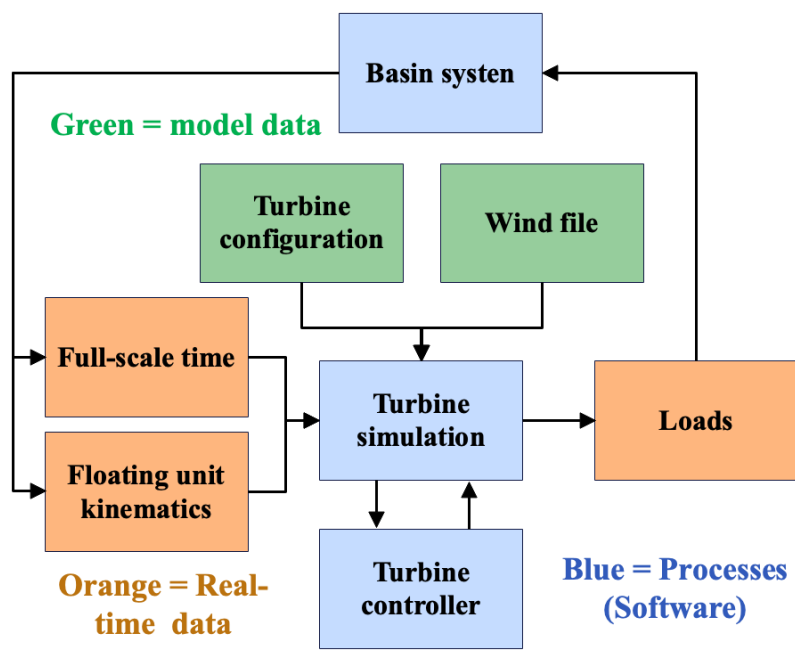 Basin systen
Green = model data
Turbine
configuration
Wind file
Full-scale time
Turbine
simulation
Loads
Floating unit
kinematics
Turbine
controller
Orange = Real-
time data
Blue = Processes
(Software)